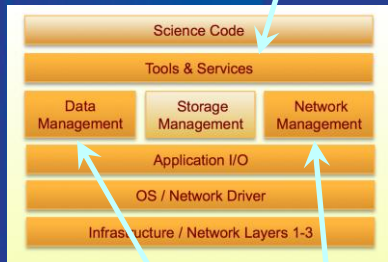 Science Code
Tools & Services
Data
Management
Storage
Management
Network
Management
Application I/O
OS / Network Driver
Infrastructure / Network Layers 1-3